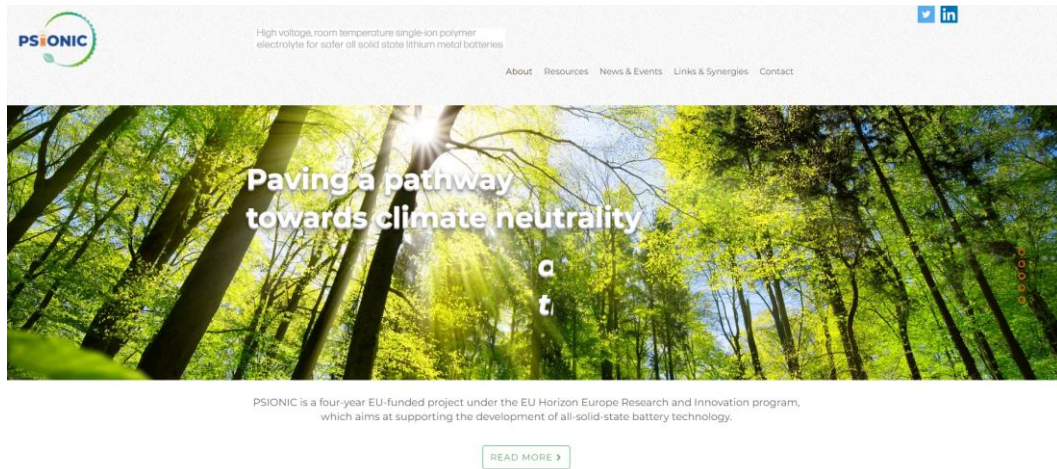 PSIONIC
High voltage, room temperature single-ion polymer
electrolyte for safer all solid state lithium metal batteries
in
About Resources News & Events Links & Synergies Contact
Paving a pathway
towards climate neutrality
a
t
PSIONIC is a four-year EU-funded project under the EU Horizon Europe Research and Innovation program,
which aims at supporting the development of all-solid-state battery technology.
READ MORE >